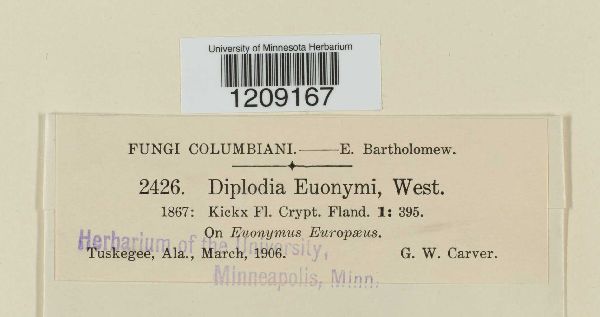 University of Minnesota Herbarium
1209167
FUNGI COLUMBIANI.——E. Bartholomew.
2426. Diplodia Euonymi, West.
1867: Kickx Fl. Crypt. Fland. 1: 395.
On Euonymus Europæus.
Herbarium of the University,
Tuskegee, Ala., March, 1906. G. W. Carver.
Minneapolis, Minn.